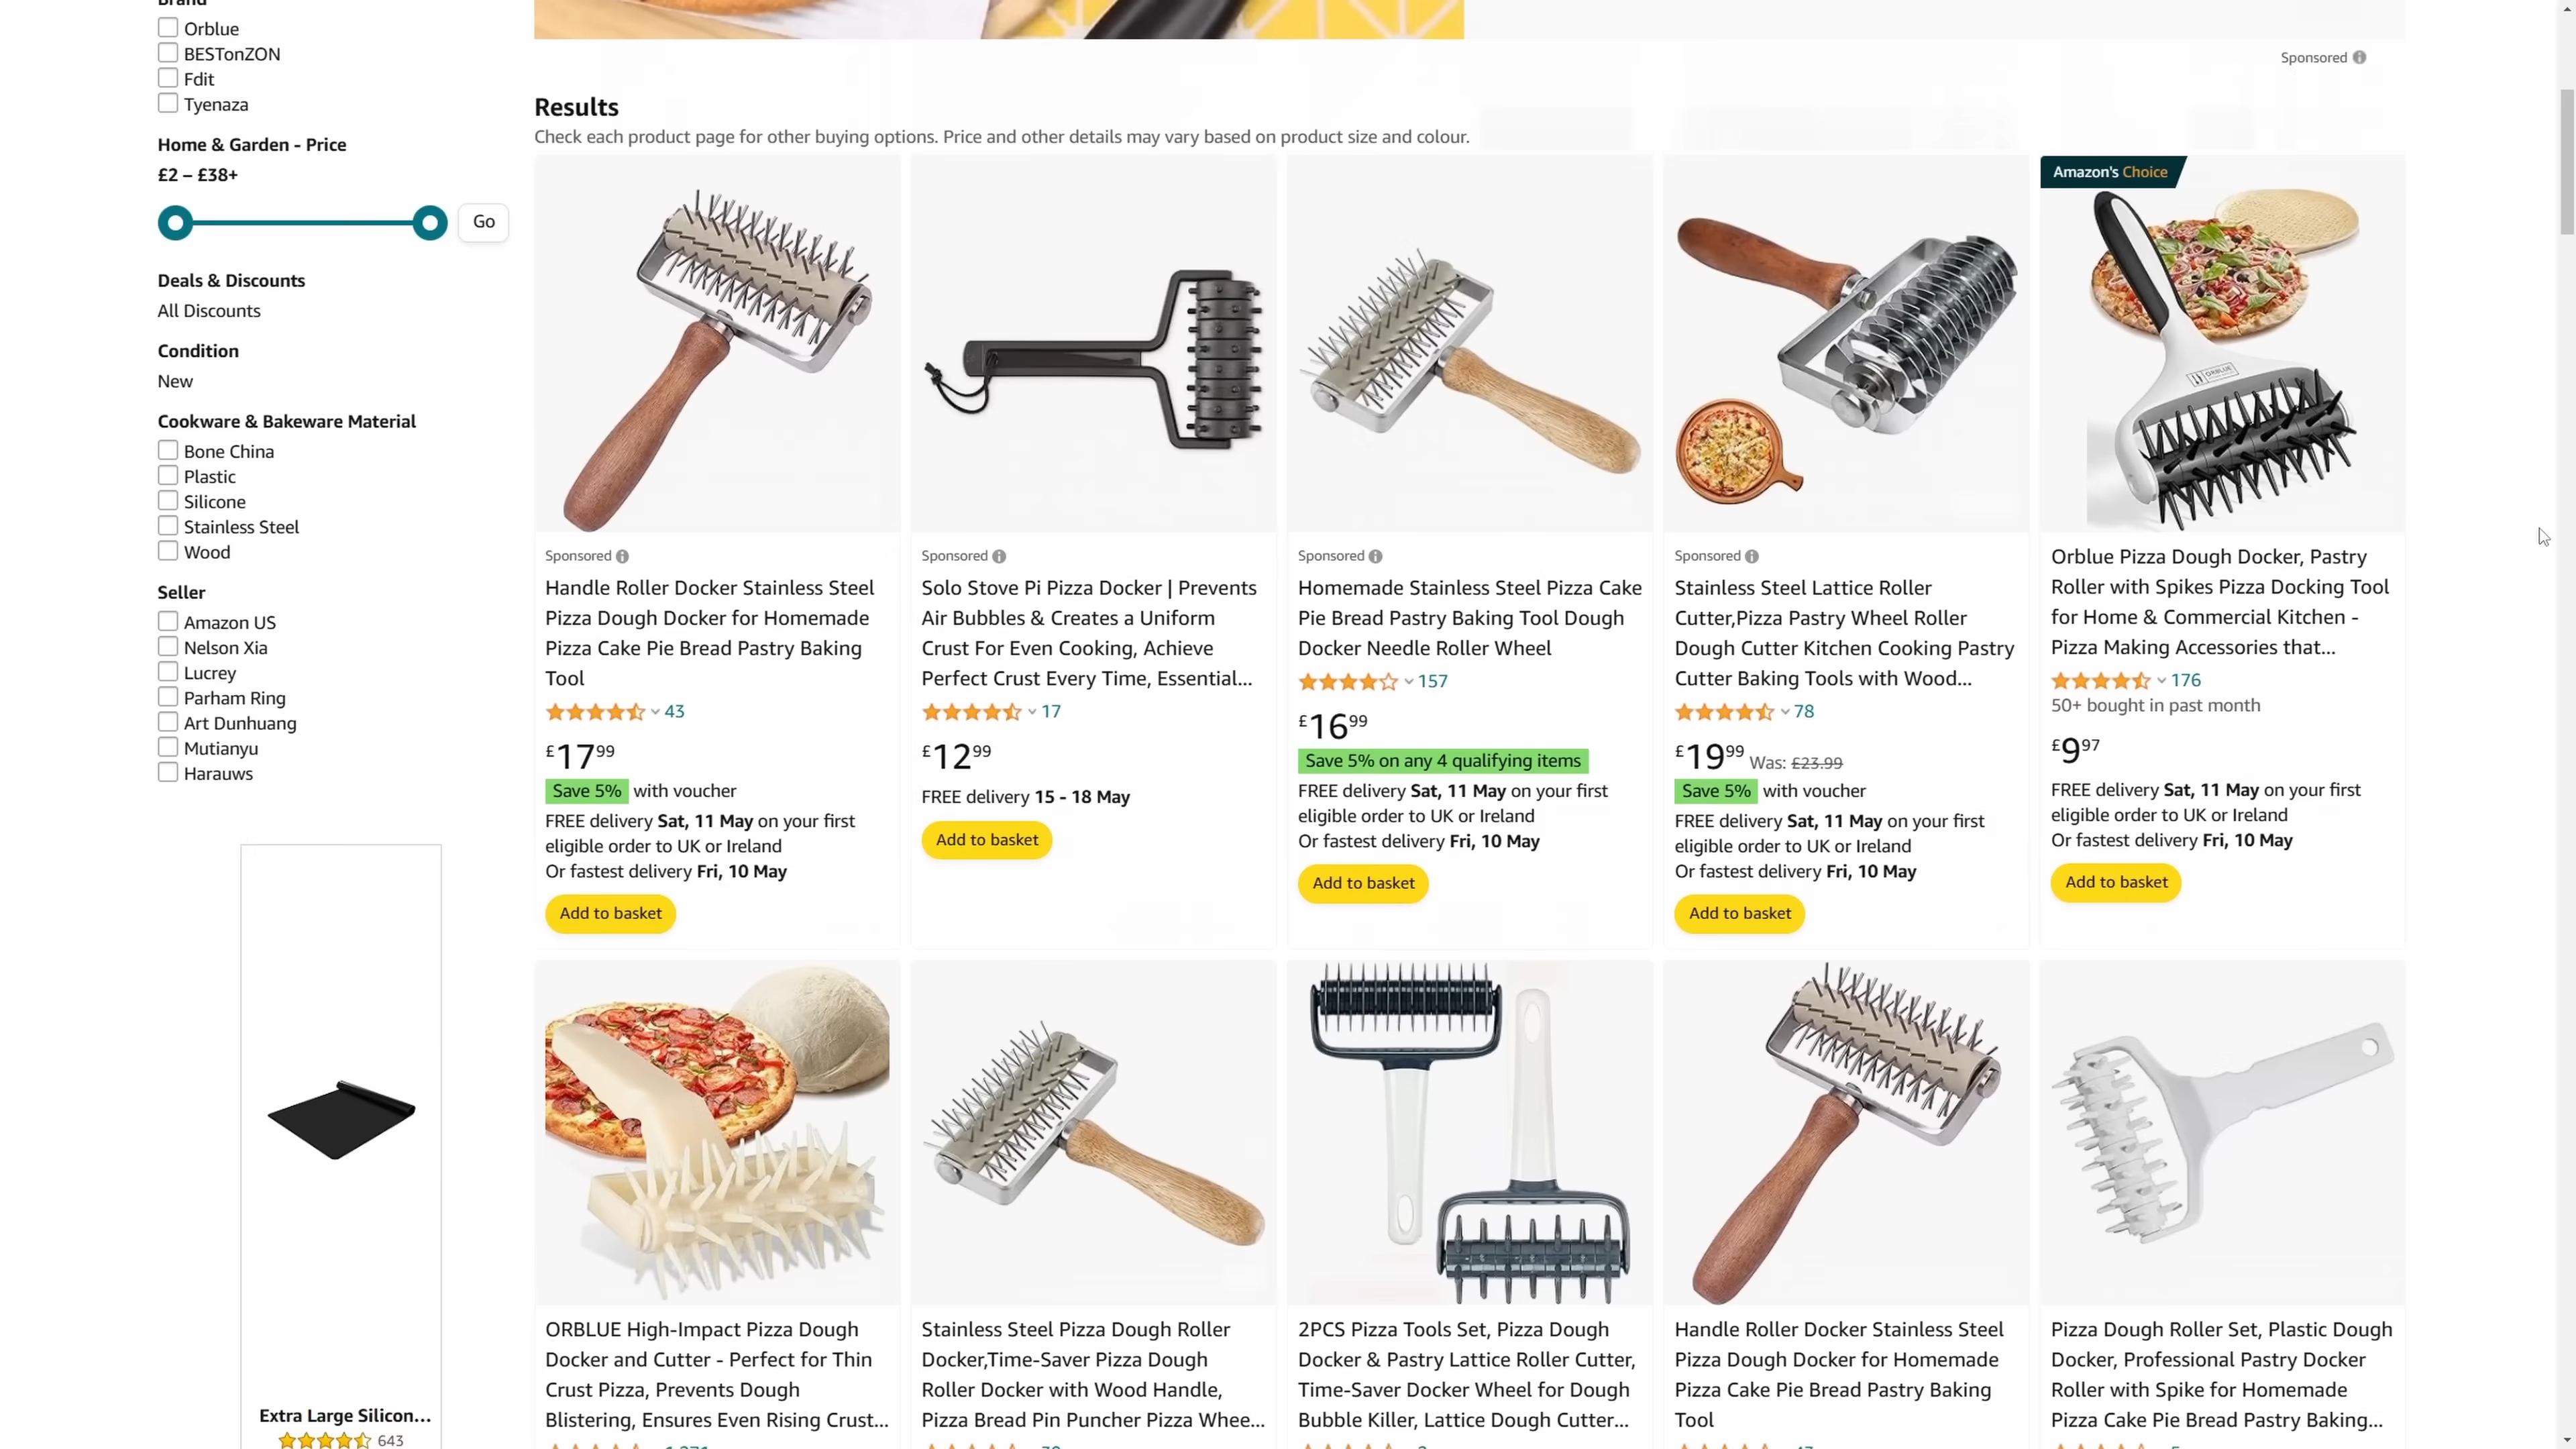 Brand
Orblue
BESTonZON
Fdit
Tyenaza
Home & Garden - Price
£2 – £38+
Go
Deals & Discounts
All Discounts
Condition
New
Cookware & Bakeware Material
Bone China
Plastic
Silicone
Stainless Steel
Wood
Seller
Amazon US
Nelson Xia
Lucrey
Parham Ring
Art Dunhuang
Mutianyu
Harauws
Extra Large Silicon...
643
Sponsored
Results
Check each product page for other buying options. Price and other details may vary based on product size and colour.
Sponsored
Handle Roller Docker Stainless Steel
Pizza Dough Docker for Homemade
Pizza Cake Pie Bread Pastry Baking
Tool
43
£17.99
Save 5% with voucher
FREE delivery Sat, 11 May on your first
eligible order to UK or Ireland
Or fastest delivery Fri, 10 May
Add to basket
Sponsored
Solo Stove Pi Pizza Docker | Prevents
Air Bubbles & Creates a Uniform
Crust For Even Cooking, Achieve
Perfect Crust Every Time, Essential...
17
£12.99
FREE delivery 15 - 18 May
Add to basket
Sponsored
Homemade Stainless Steel Pizza Cake
Pie Bread Pastry Baking Tool Dough
Docker Needle Roller Wheel
157
£16.99
Save 5% on any 4 qualifying items
FREE delivery Sat, 11 May on your first
eligible order to UK or Ireland
Or fastest delivery Fri, 10 May
Add to basket
Sponsored
Stainless Steel Lattice Roller
Cutter,Pizza Pastry Wheel Roller
Dough Cutter Kitchen Cooking Pastry
Cutter Baking Tools with Wood...
78
£19.99 Was: £23.99
Save 5% with voucher
FREE delivery Sat, 11 May on your first
eligible order to UK or Ireland
Or fastest delivery Fri, 10 May
Add to basket
Amazon's Choice
ORBLUE
Orblue Pizza Dough Docker, Pastry
Roller with Spikes Pizza Docking Tool
for Home & Commercial Kitchen -
Pizza Making Accessories that...
176
50+ bought in past month
£9.97
FREE delivery Sat, 11 May on your first
eligible order to UK or Ireland
Or fastest delivery Fri, 10 May
Add to basket
ORBLUE High-Impact Pizza Dough
Docker and Cutter - Perfect for Thin
Crust Pizza, Prevents Dough
Blistering, Ensures Even Rising Crust...
Stainless Steel Pizza Dough Roller
Docker,Time-Saver Pizza Dough
Roller Docker with Wood Handle,
Pizza Bread Pin Puncher Pizza Whee...
2PCS Pizza Tools Set, Pizza Dough
Docker & Pastry Lattice Roller Cutter,
Time-Saver Docker Wheel for Dough
Bubble Killer, Lattice Dough Cutter...
Handle Roller Docker Stainless Steel
Pizza Dough Docker for Homemade
Pizza Cake Pie Bread Pastry Baking
Tool
Pizza Dough Roller Set, Plastic Dough
Docker, Professional Pastry Docker
Roller with Spike for Homemade
Pizza Cake Pie Bread Pastry Baking...